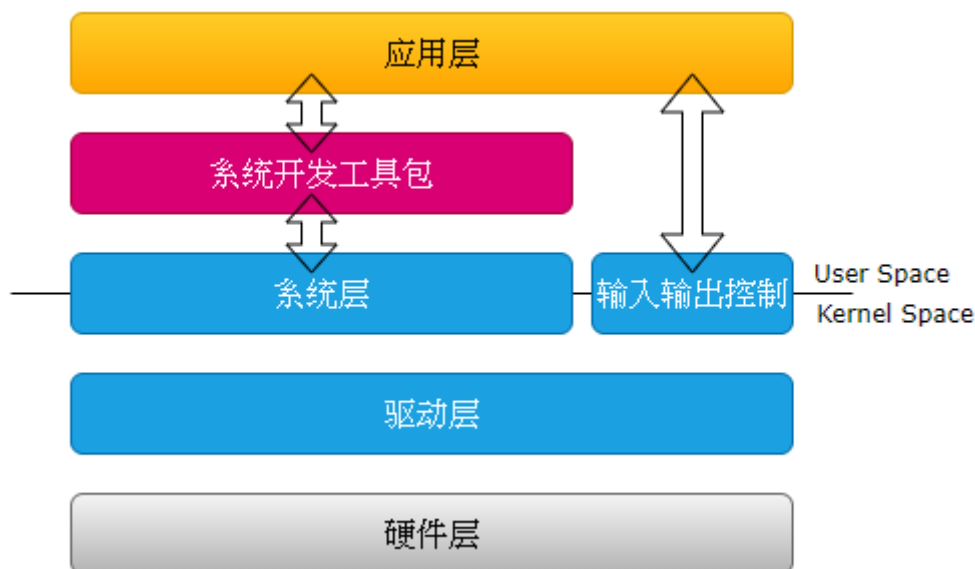 应用层
系统开发工具包
系统层
输入输出控制
User Space
Kernel Space
驱动层
硬件层